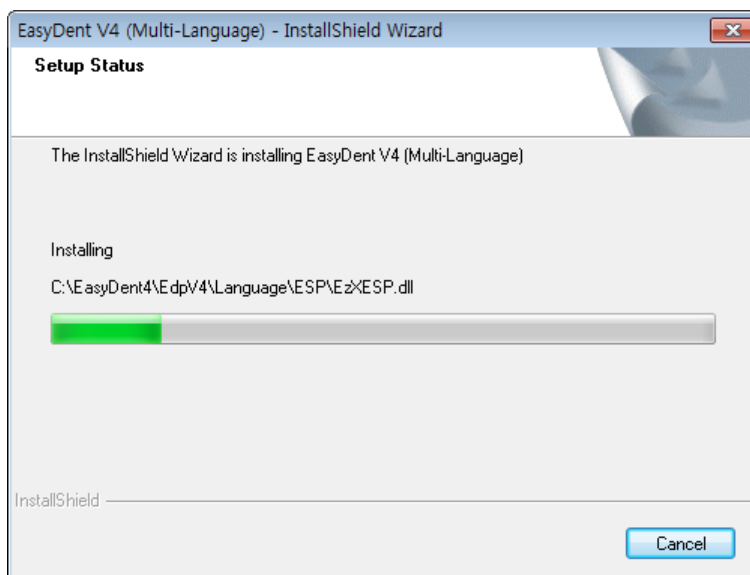 EasyDent V4 (Multi-Language) - InstallShield Wizard
Setup Status
The InstallShield Wizard is installing EasyDent V4 (Multi-Language)
Installing
C:\EasyDent4\EdpV4\Language\ESP\EzXESP.dll
InstallShield
Cancel